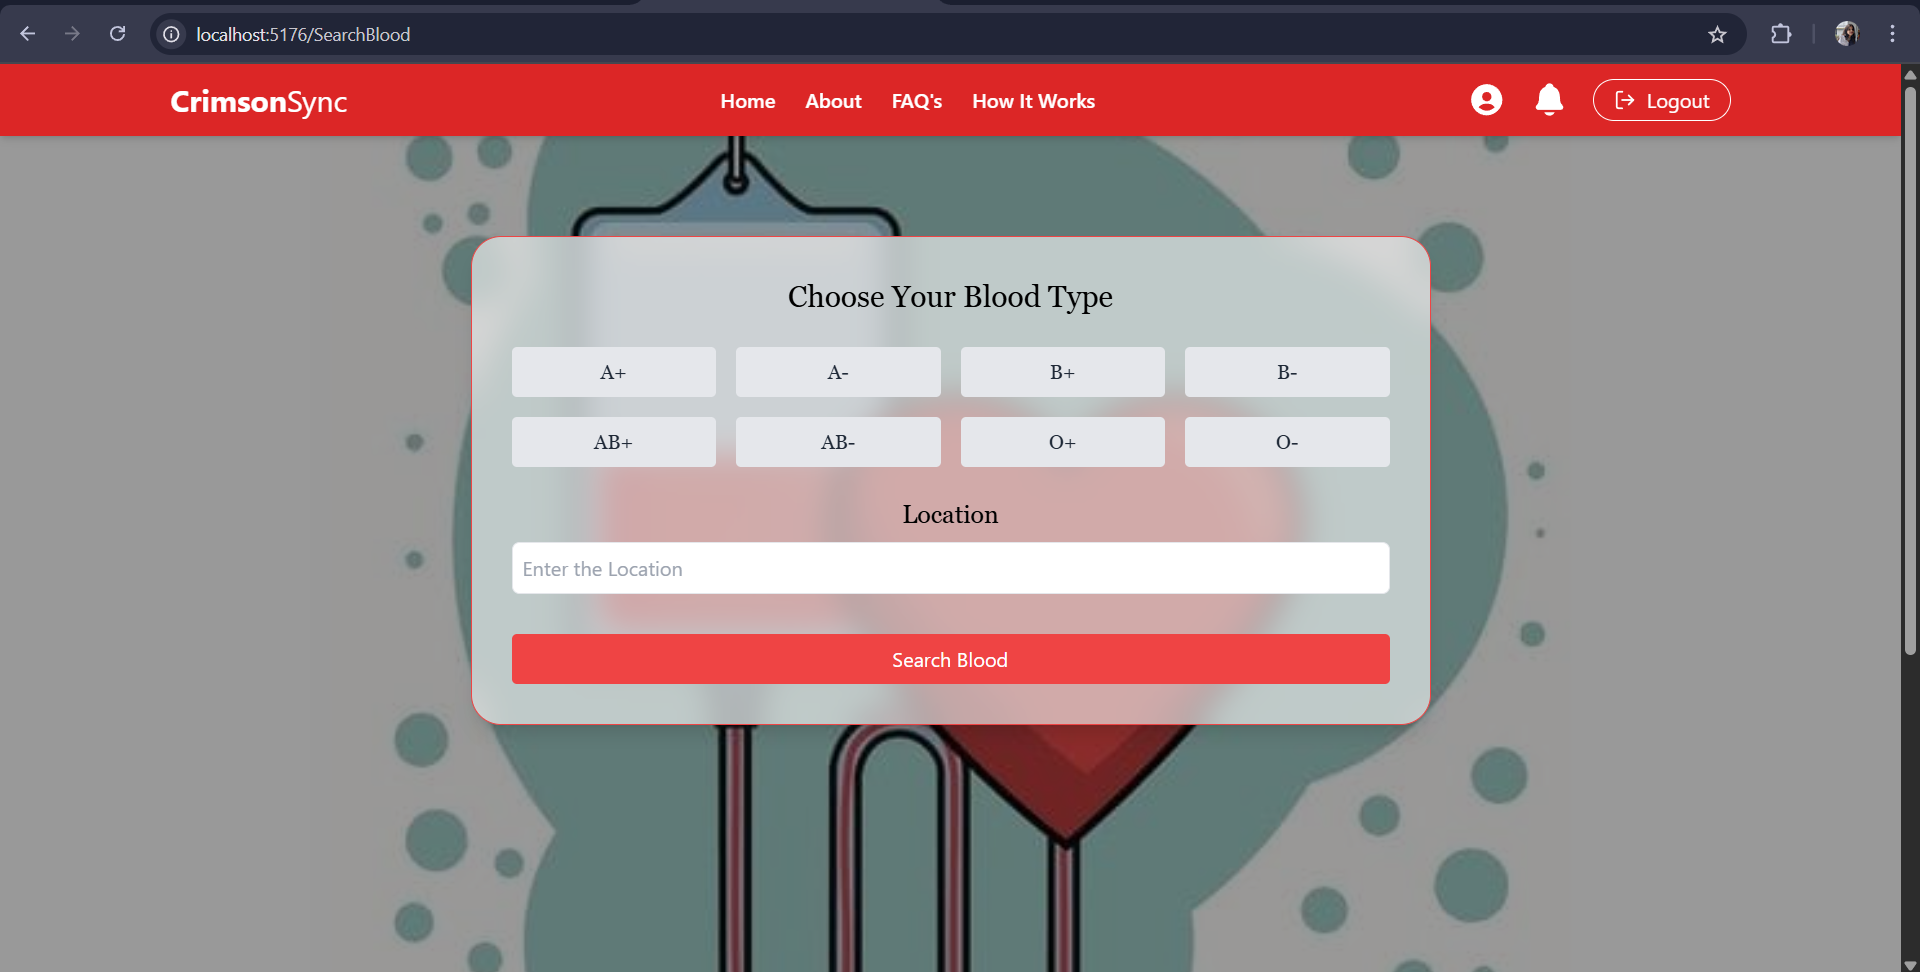 localhost:5176/SearchBlood
CrimsonSync Home About FAQ's How It Works Logout
Choose Your Blood Type
A+ A- B+ B-
AB+ AB- O+ O-
Location
Enter the Location
Search Blood